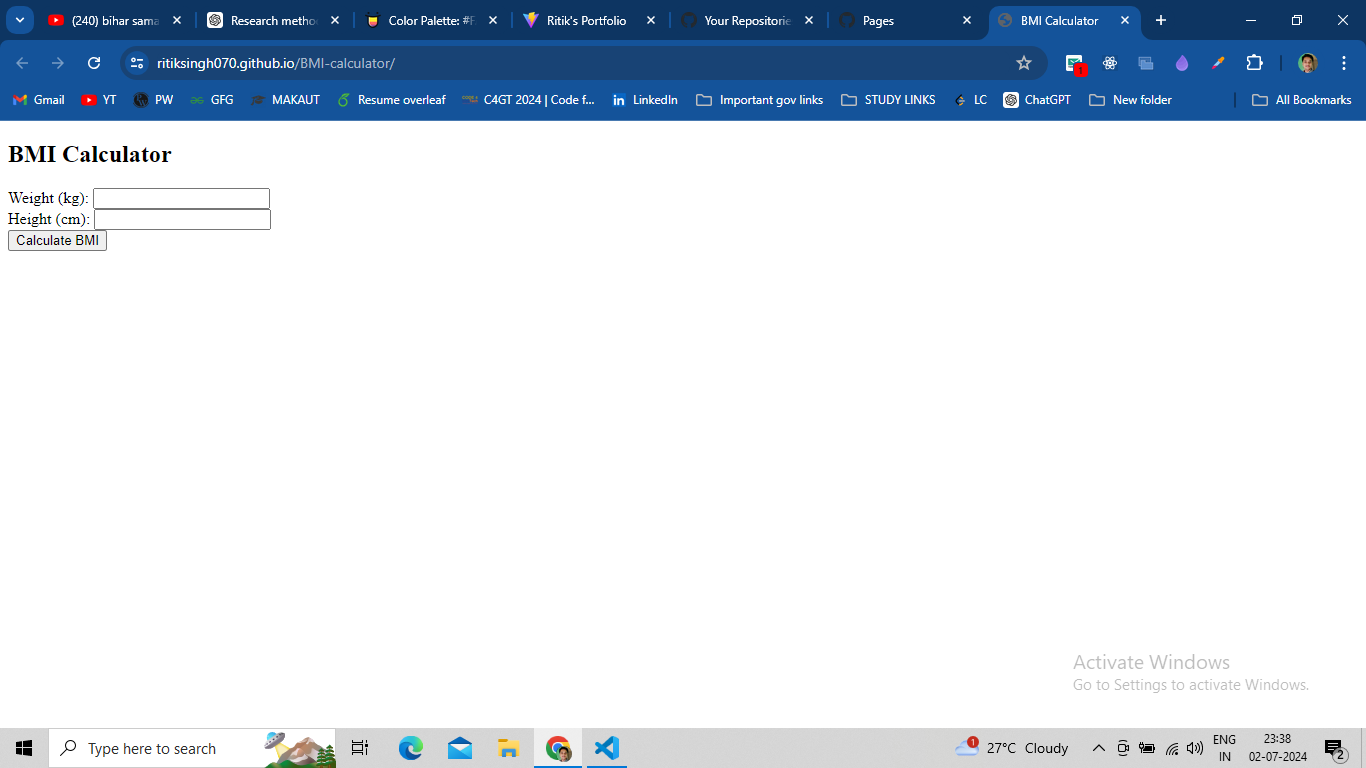 (240) bihar sama
Research metho
Color Palette: #F
Ritik's Portfolio
Your Repositorie
Pages
BMI Calculator
ritiksingh070.github.io/BMI-calculator/
1
Gmail
YT
PW
GFG
MAKAUT
Resume overleaf
C4GT 2024 | Code f...
LinkedIn
Important gov links
STUDY LINKS
LC
ChatGPT
New folder
All Bookmarks
BMI Calculator
Weight (kg):
Height (cm):
Calculate BMI
Activate Windows
Go to Settings to activate Windows.
Type here to search
1
27°C Cloudy
ENG
IN
23:38
02-07-2024
2